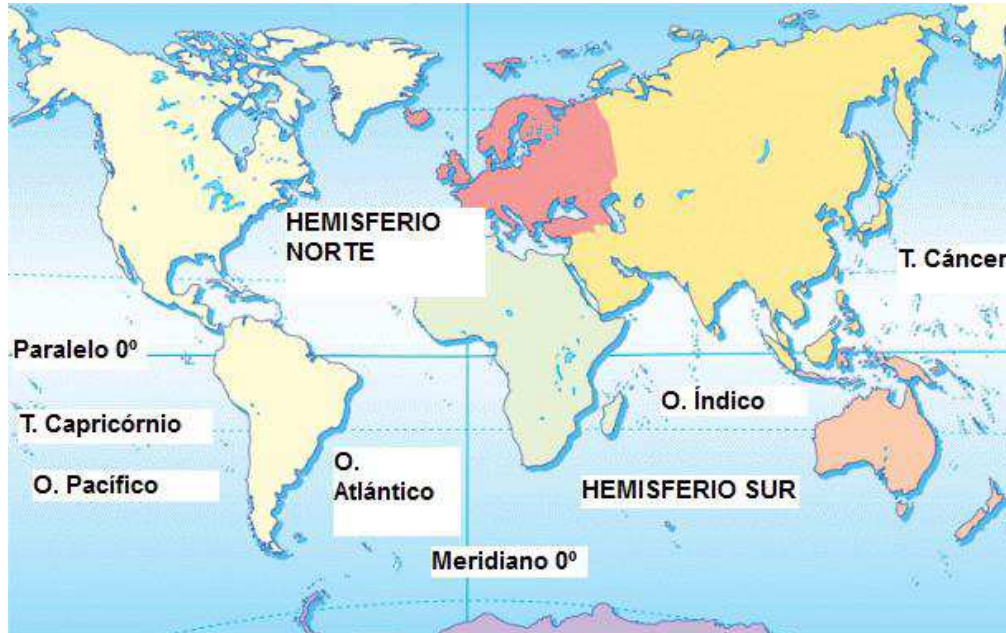 HEMISFERIO
NORTE
T. Cáncer
Paralelo 0º
O. Índico
T. Capricórnio
O.
Atlántico
O. Pacífico
HEMISFERIO SUR
Meridiano 0º